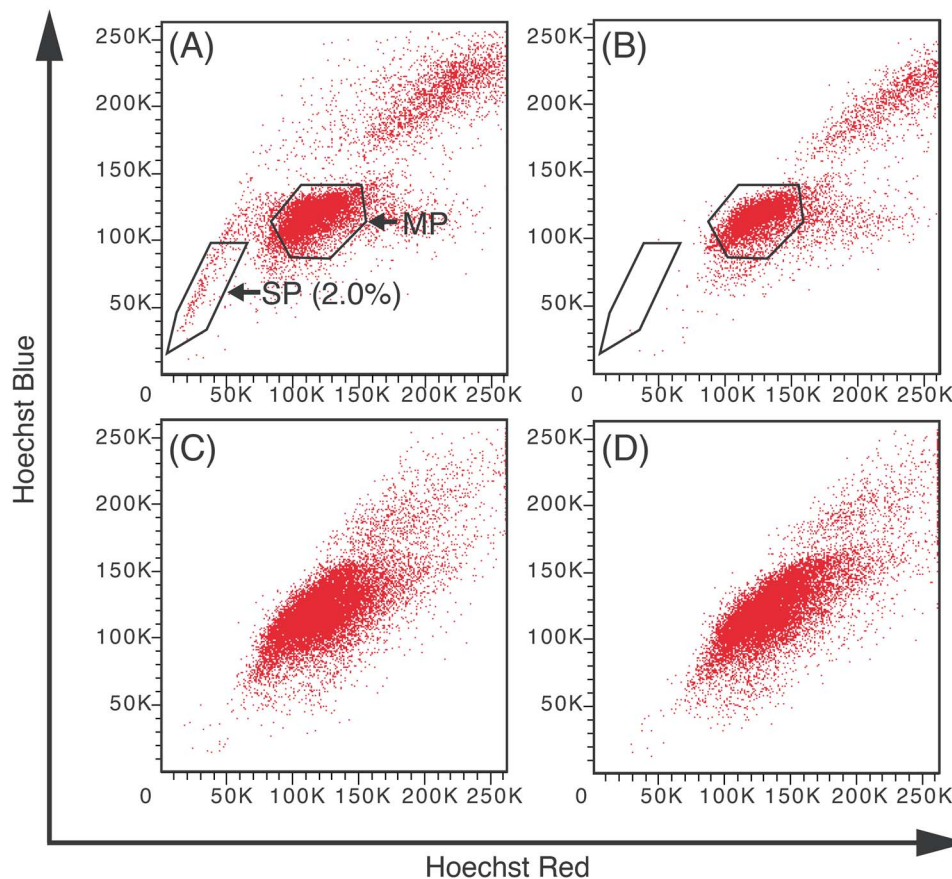 (A)
250K
200K
150K
100K
50K
MP
SP (2.0%)
0 50K 100K 150K 200K 250K
(B)
250K
200K
150K
100K
50K
0 50K 100K 150K 200K 250K
(C)
250K
200K
150K
100K
50K
0 50K 100K 150K 200K 250K
(D)
250K
200K
150K
100K
50K
0 50K 100K 150K 200K 250K
Hoechst Blue
Hoechst Red